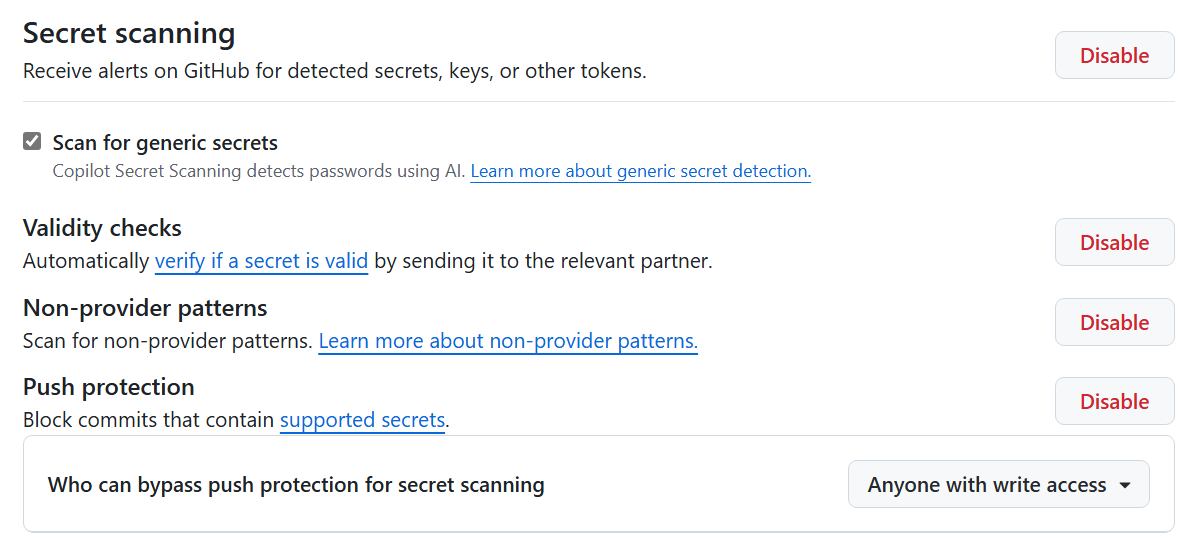 Secret scanning
Receive alerts on GitHub for detected secrets, keys, or other tokens.
Disable
Scan for generic secrets
Copilot Secret Scanning detects passwords using AI. Learn more about generic secret detection.
Validity checks
Automatically verify if a secret is valid by sending it to the relevant partner.
Disable
Non-provider patterns
Scan for non-provider patterns. Learn more about non-provider patterns.
Disable
Push protection
Block commits that contain supported secrets.
Disable
Who can bypass push protection for secret scanning
Anyone with write access